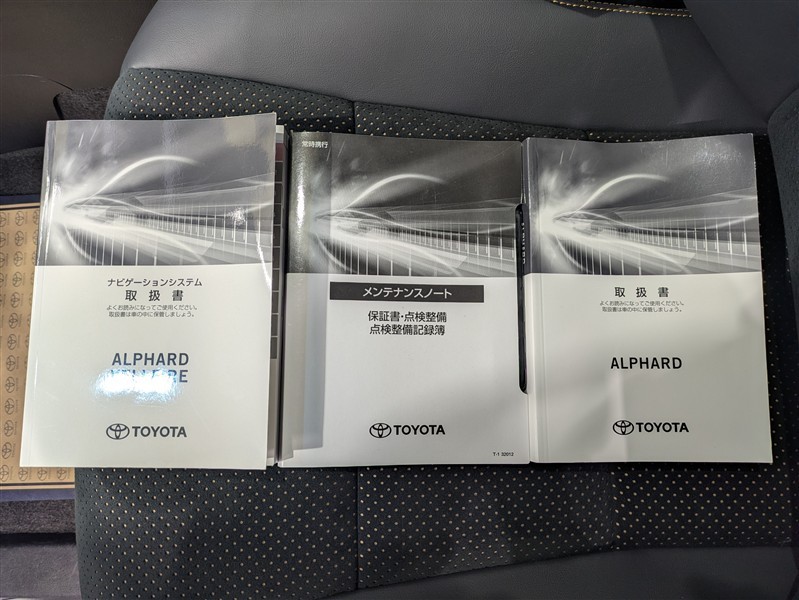 ナビゲーションシステム
取扱書
よくお読みになってご使用ください。
取扱書は車の中に保管しましょう。
ALPHARD
VELLFIRE
TOYOTA
常時携行
メンテナンスノート
保証書・点検整備
点検整備記録簿
TOYOTA
T-1 32012
取扱書
よくお読みになってご使用ください。
取扱書は車の中に保管しましょう。
ALPHARD
TOYOTA